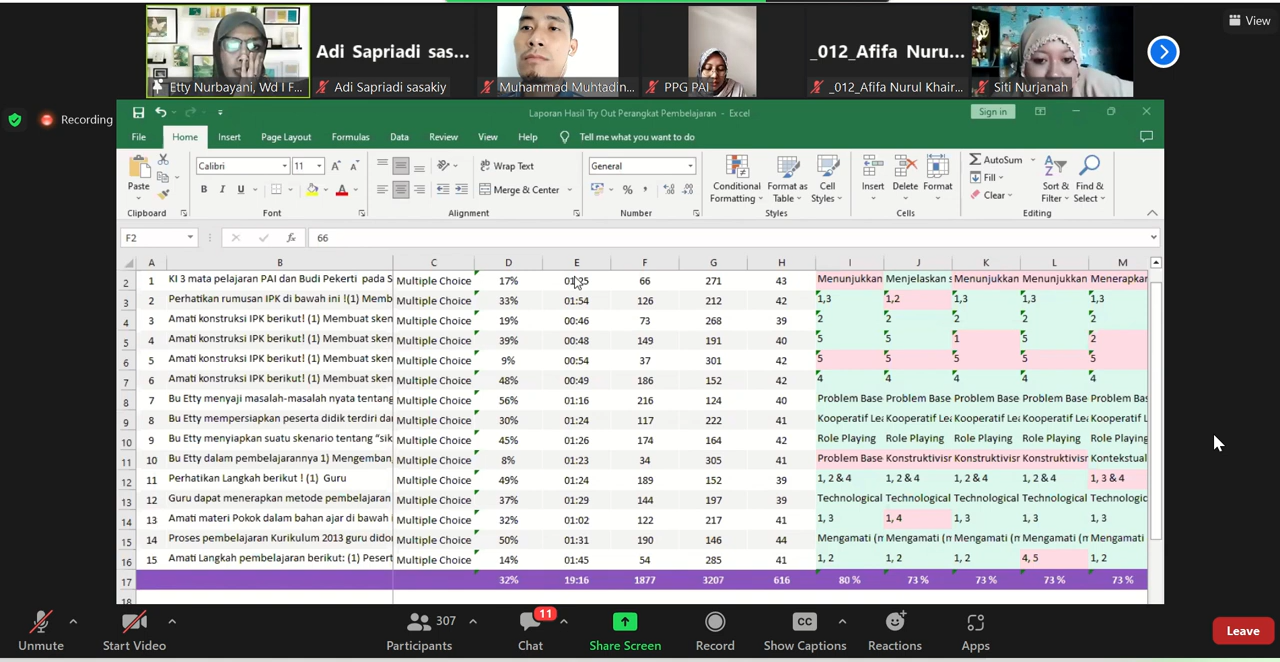 View
Adi Sapriadi sas...
_012_Afifa Nuru...
Etty Nurbayani, Wd I F...
Adi Sapriadi sasakiy
Muhammad Muhtadin...
PPG PAI
_012_Afifa Nurul Khair...
Siti Nurjanah
Recording
Laporan Hasil Try Out Perangkat Pembelajaran - Excel
Sign in
File Home Insert Page Layout Formulas Data Review View Help Tell me what you want to do
Paste
Calibri 11
B I U
Wrap Text
Merge & Center
General
Conditional Formatting
Format as Table
Cell Styles
Insert Delete Format
AutoSum
Fill
Clear
Sort & Filter
Find & Select
Clipboard Font Alignment Number Styles Cells Editing
F2 fx 66
A B C D E F G H I J K L M
2 1 KI 3 mata pelajaran PAI dan Budi Pekerti pada S Multiple Choice 17% 01:25 66 271 43 Menunjukkan Menjelaskan s Menunjukkan Menunjukkan Menerapkan
3 2 Perhatikan rumusan IPK di bawah ini !(1) Memb Multiple Choice 33% 01:54 126 212 42 1,3 1,2 1,3 1,3 1,3
4 3 Amati konstruksi IPK berikut! (1) Membuat sken Multiple Choice 19% 00:46 73 268 39 2 2 2 2 2
5 4 Amati konstruksi IPK berikut! (1) Membuat sken Multiple Choice 39% 00:48 149 191 40 5 5 1 5 2
6 5 Amati konstruksi IPK berikut! (1) Membuat sken Multiple Choice 9% 00:54 37 301 42 5 5 5 5 5
7 6 Amati konstruksi IPK berikut! (1) Membuat sken Multiple Choice 48% 00:49 186 152 42 4 4 4 4 4
8 7 Bu Etty menyaji masalah-masalah nyata tentang Multiple Choice 56% 01:16 216 124 40 Problem Base Problem Base Problem Base Problem Base Problem Bas
9 8 Bu Etty mempersiapkan peserta didik terdiri da Multiple Choice 30% 01:24 117 222 41 Kooperatif Le Kooperatif Le Kooperatif Le Kooperatif Le Kooperatif L
10 9 Bu Etty menyiapkan suatu skenario tentang “sik Multiple Choice 45% 01:26 174 164 42 Role Playing Role Playing Role Playing Role Playing Role Playing
11 10 Bu Etty dalam pembelajarannya 1) Mengemban Multiple Choice 8% 01:23 34 305 41 Problem Base Konstruktivisr Konstruktivisr Konstruktivisr Kontekstual
12 11 Perhatikan Langkah berikut ! (1) Guru Multiple Choice 49% 01:24 189 152 39 1, 2 & 4 1, 2 & 4 1, 2 & 4 1, 2 & 4 1, 3 & 4
13 12 Guru dapat menerapkan metode pembelajaran Multiple Choice 37% 01:29 144 197 39 Technological Technological Technological Technological Technologic
14 13 Amati materi Pokok dalam bahan ajar di bawah Multiple Choice 32% 01:02 122 217 41 1, 3 1, 4 1, 3 1, 3 1, 3
15 14 Proses pembelajaran Kurikulum 2013 guru didor Multiple Choice 50% 01:31 190 146 44 Mengamati (m Mengamati (m Mengamati (m Mengamati (m Mengamati
16 15 Amati Langkah pembelajaran berikut: (1) Pesert Multiple Choice 14% 01:45 54 285 41 1, 2 1, 2 1, 2 4, 5 1, 2
17 32% 19:16 1877 3207 616 80 % 73 % 73 % 73 % 73 %
18
307 11
Unmute Start Video Participants Chat Share Screen Record Show Captions Reactions Apps Leave